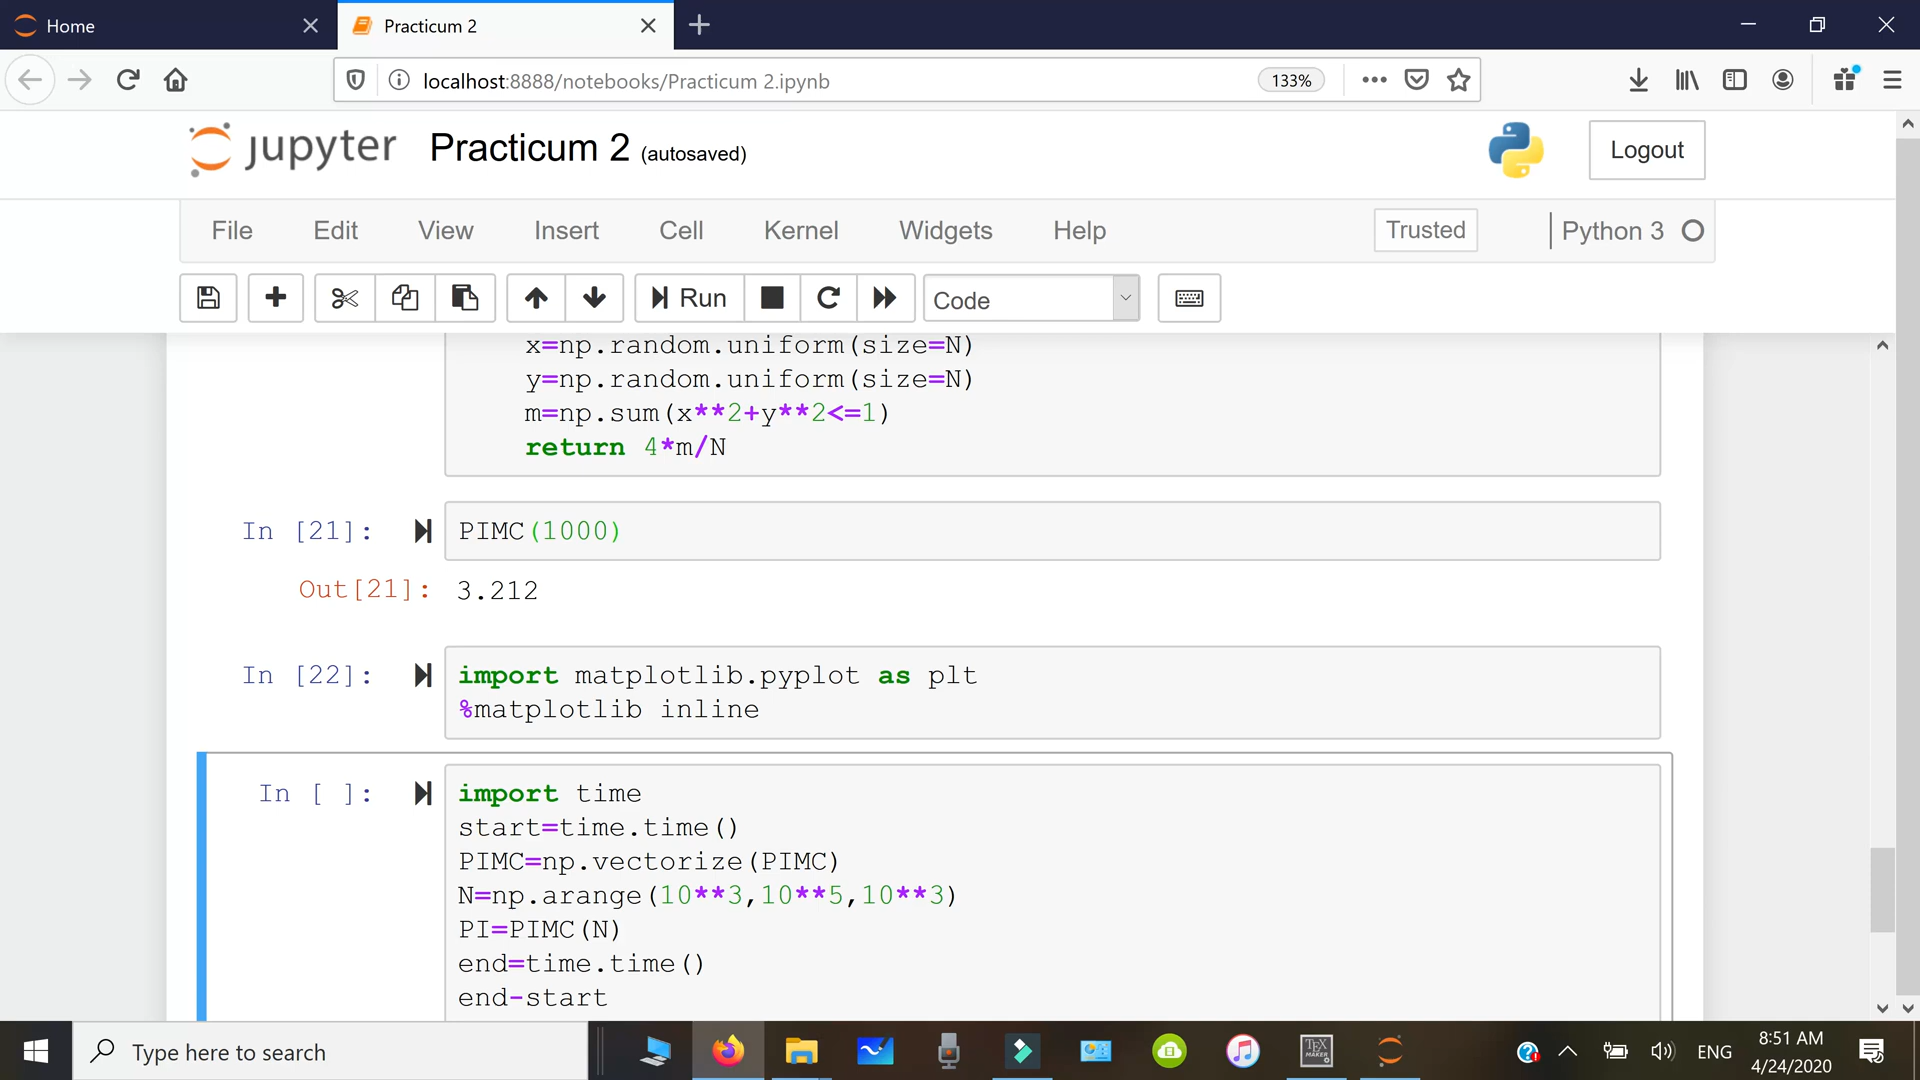 Home
Practicum 2
localhost:8888/notebooks/Practicum 2.ipynb
133%
jupyter Practicum 2 (autosaved)
Logout
File Edit View Insert Cell Kernel Widgets Help
Trusted
Python 3
Run
Code
x=np.random.uniform(size=N)
y=np.random.uniform(size=N)
m=np.sum(x**2+y**2<=1)
return 4*m/N
In [21]:
PIMC(1000)
Out[21]: 3.212
In [22]:
import matplotlib.pyplot as plt
%matplotlib inline
In [ ]:
import time
start=time.time()
PIMC=np.vectorize(PIMC)
N=np.arange(10**3,10**5,10**3)
PI=PIMC(N)
end=time.time()
end-start
Type here to search
TEX
MAKER
ENG
8:51 AM
4/24/2020